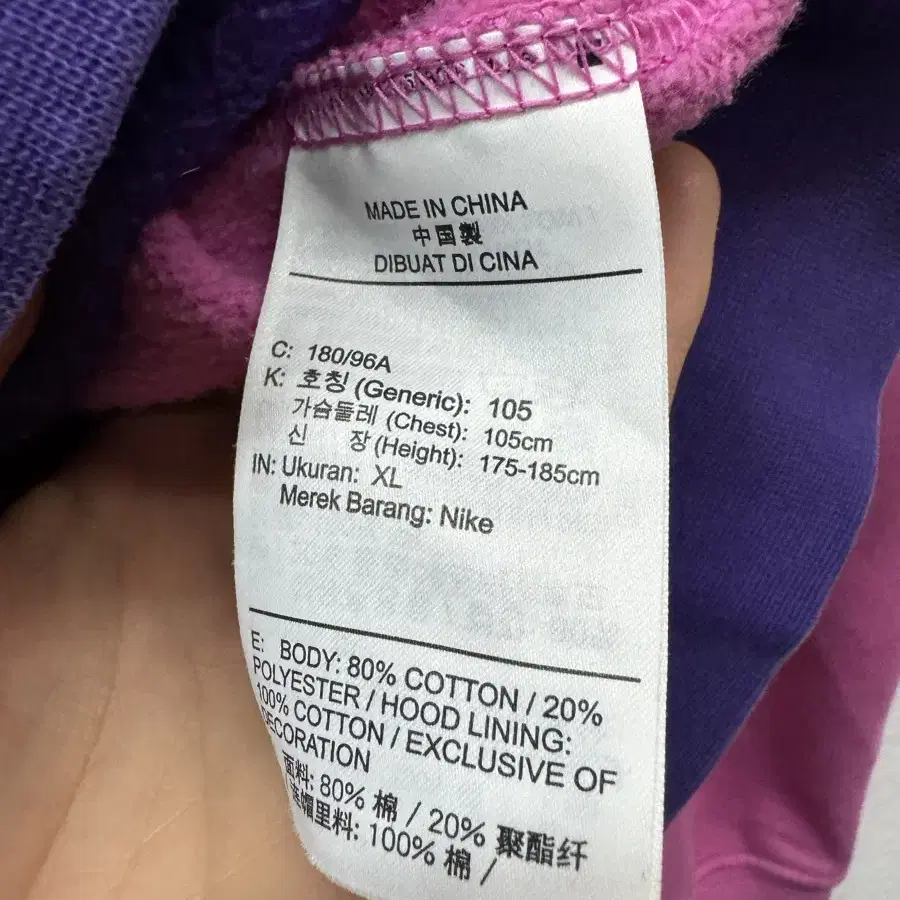 MADE IN CHINA
中国製
DIBUAT DI CINA
C: 180/96A
K: 호칭 (Generic): 105
가슴둘레 (Chest): 105cm
신 장 (Height): 175-185cm
IN: Ukuran: XL
Merek Barang: Nike
E: BODY: 80% COTTON / 20%
POLYESTER / HOOD LINING:
100% COTTON / EXCLUSIVE OF
DECORATION
面料: 80% 棉 / 20% 聚酯纤
帽里料: 100% 棉 /